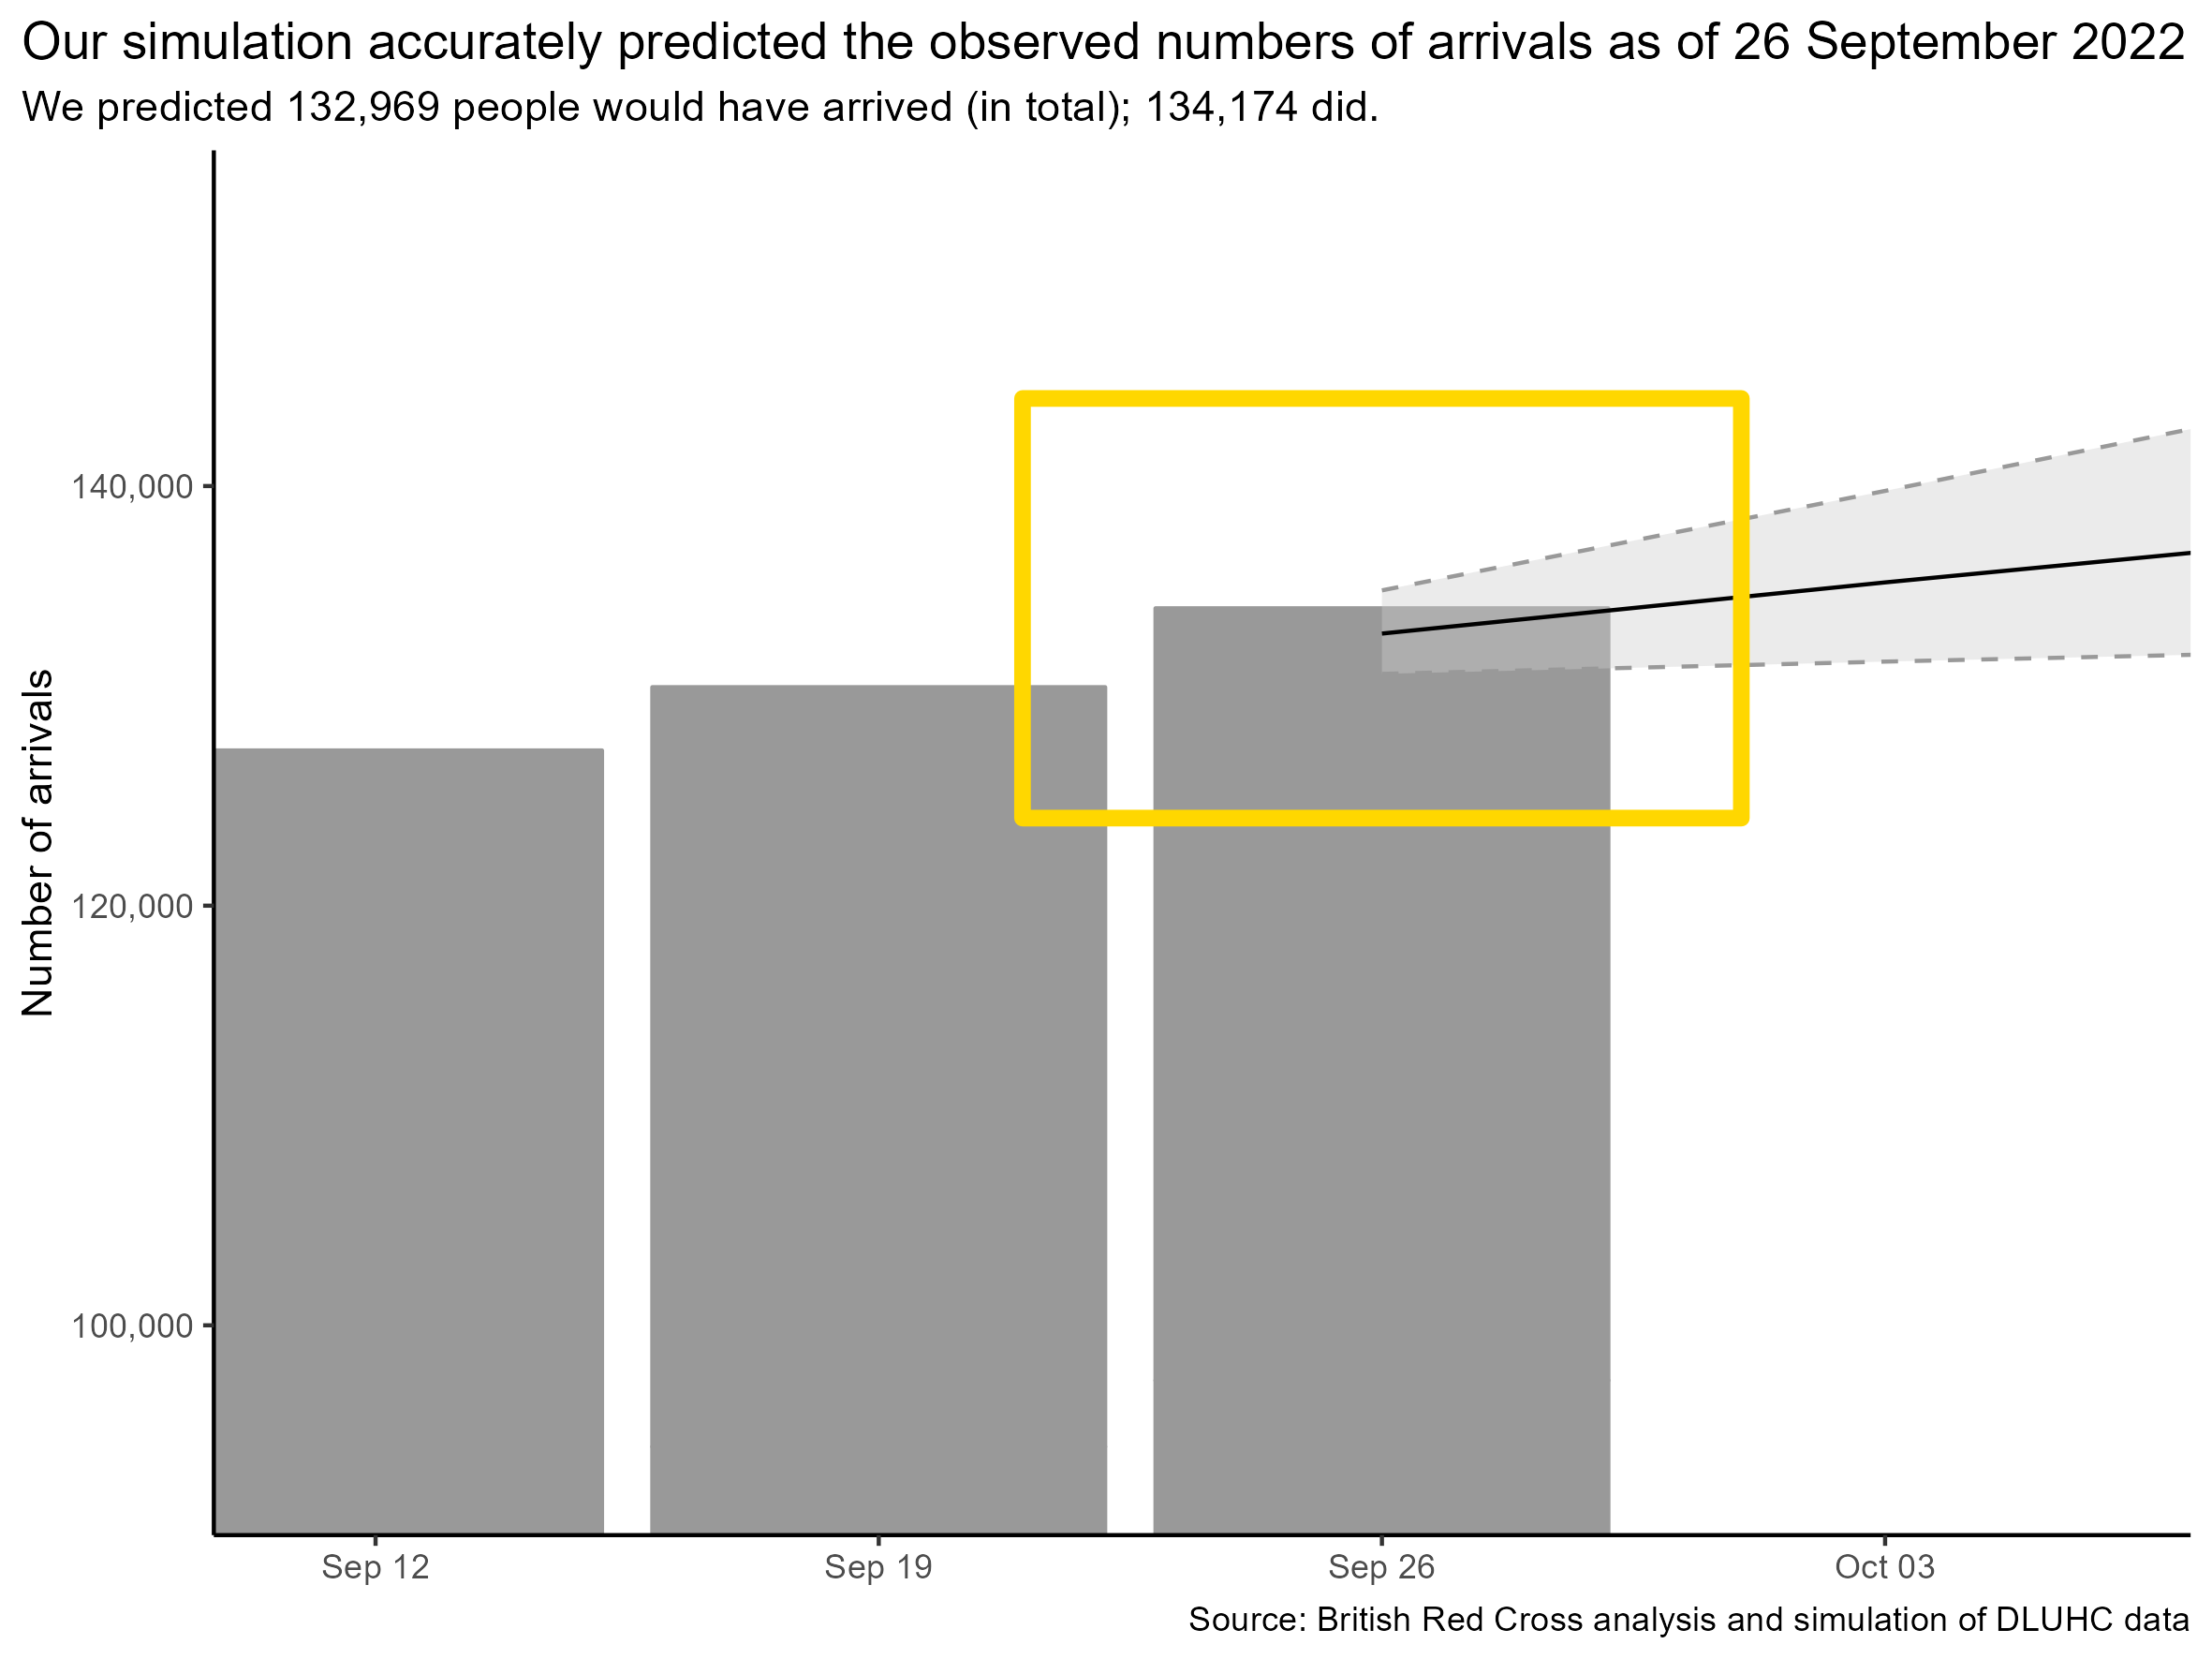 Our simulation accurately predicted the observed numbers of arrivals as of 26 September 2022
We predicted 132,969 people would have arrived (in total); 134,174 did.
Number of arrivals
140,000
120,000
100,000
Sep 12
Sep 19
Sep 26
Oct 03
Source: British Red Cross analysis and simulation of DLUHC data